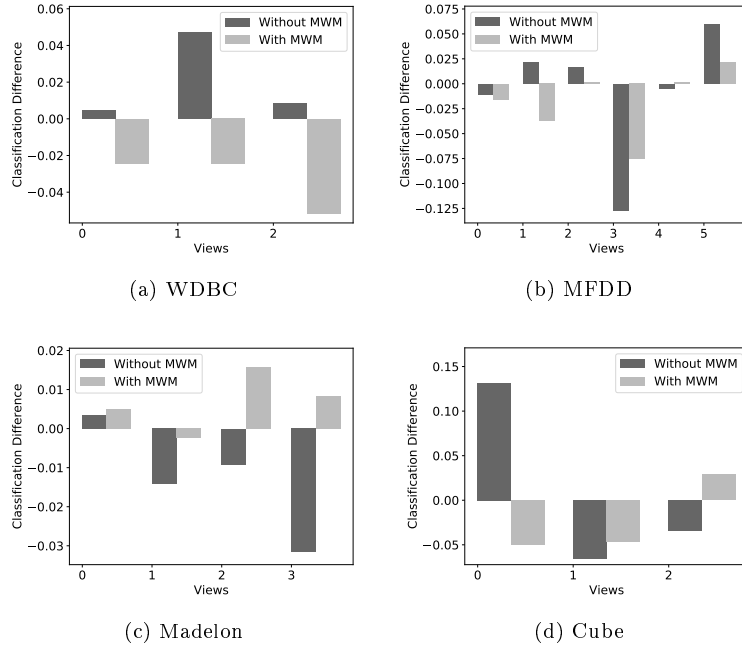 0.06
0.04
0.02
0.00
−0.02
−0.04
Classification Difference
Without MWM
With MWM
0 1 2
Views
(a) WDBC
0.075
0.050
0.025
0.000
−0.025
−0.050
−0.075
−0.100
−0.125
Classification Difference
Without MWM
With MWM
0 1 2 3 4 5
Views
(b) MFDD
0.02
0.01
0.00
−0.01
−0.02
−0.03
Classification Difference
Without MWM
With MWM
0 1 2 3
Views
(c) Madelon
0.15
0.10
0.05
0.00
−0.05
Classification Difference
Without MWM
With MWM
0 1 2
Views
(d) Cube